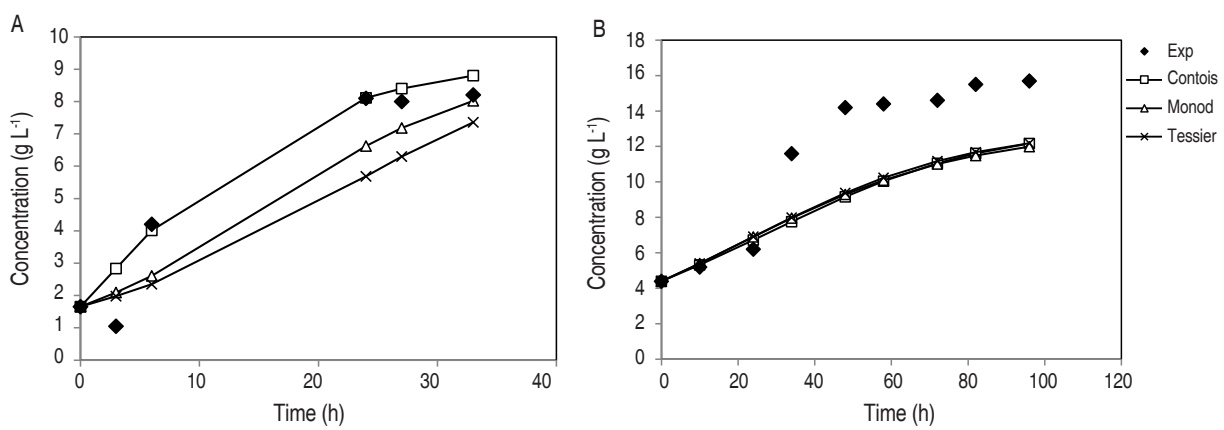 A
Concentration (g L-1)
10
9
8
7
6
5
4
3
2
1
0
0 10 20 30 40
Time (h)
B
Concentration (g L-1)
18
16
14
12
10
8
6
4
2
0
0 20 40 60 80 100 120
Time (h)
Exp
Contois
Monod
Tessier